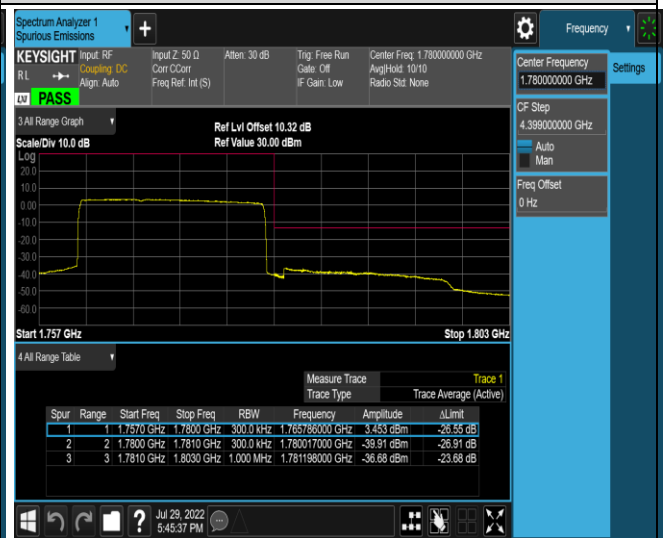 Spectrum Analyzer 1
Spurious Emissions
Frequency
KEYSIGHT Input: RF Input Z: 50 Ω Atten: 30 dB Trig: Free Run Center Freq: 1.780000000 GHz
RL Coupling: DC Corr CCorr Gate: Off Avg|Hold: 10/10
Align: Auto Freq Ref: Int (S) IF Gain: Low Radio Std: None
LNI PASS
Center Frequency
1.780000000 GHz
Settings
CF Step
4.399000000 GHz
Auto
Man
Freq Offset
0 Hz
3 All Range Graph
Ref Lvl Offset 10.32 dB
Scale/Div 10.0 dB Ref Value 30.00 dBm
Log
20.0
10.0
0.00
-10.0
-20.0
-30.0
-40.0
-50.0
-60.0
Start 1.757 GHz Stop 1.803 GHz
4 All Range Table
Measure Trace Trace 1
Trace Type Trace Average (Active)
Spur Range Start Freq Stop Freq RBW Frequency Amplitude ΔLimit
1 1 1.7570 GHz 1.7800 GHz 300.0 kHz 1.765786000 GHz 3.453 dBm -26.55 dB
2 2 1.7800 GHz 1.7810 GHz 300.0 kHz 1.780017000 GHz -39.91 dBm -26.91 dB
3 3 1.7810 GHz 1.8030 GHz 1.000 MHz 1.781198000 GHz -36.68 dBm -23.68 dB
?
Jul 29, 2022
5:45:37 PM